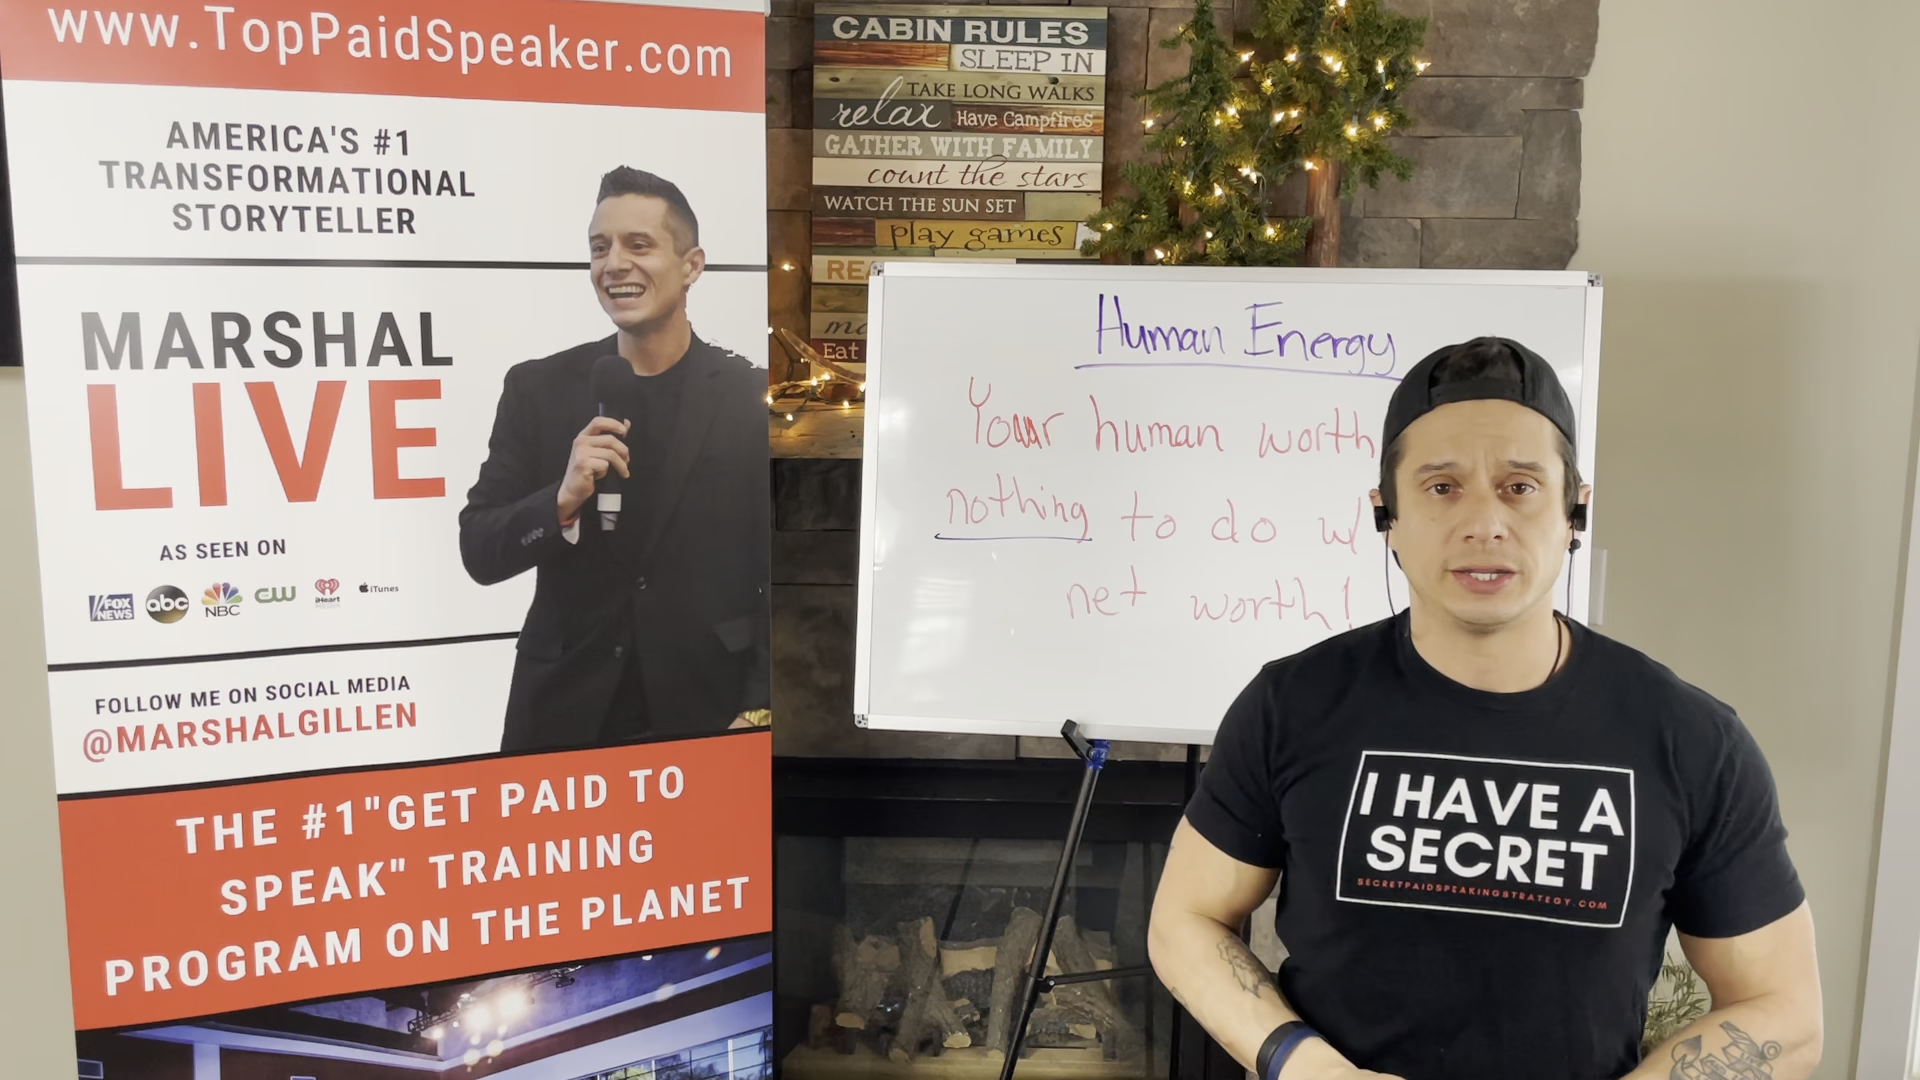 www.TopPaidSpeaker.com
AMERICA'S #1
TRANSFORMATIONAL
STORYTELLER
MARSHAL
LIVE
AS SEEN ON
FOX NEWS
abc
NBC
CW
iHeart
iTunes
FOLLOW ME ON SOCIAL MEDIA
@MARSHALGILLEN
THE #1"GET PAID TO
SPEAK" TRAINING
PROGRAM ON THE PLANET
CABIN RULES
SLEEP IN
TAKE LONG WALKS
relax Have Campfires
GATHER WITH FAMILY
count the stars
WATCH THE SUN SET
play games
Eat
Human Energy
Your human worth
nothing to do w/
net worth!
I HAVE A
SECRET
SECRETPAIDSPEAKINGSTRATEGY.COM